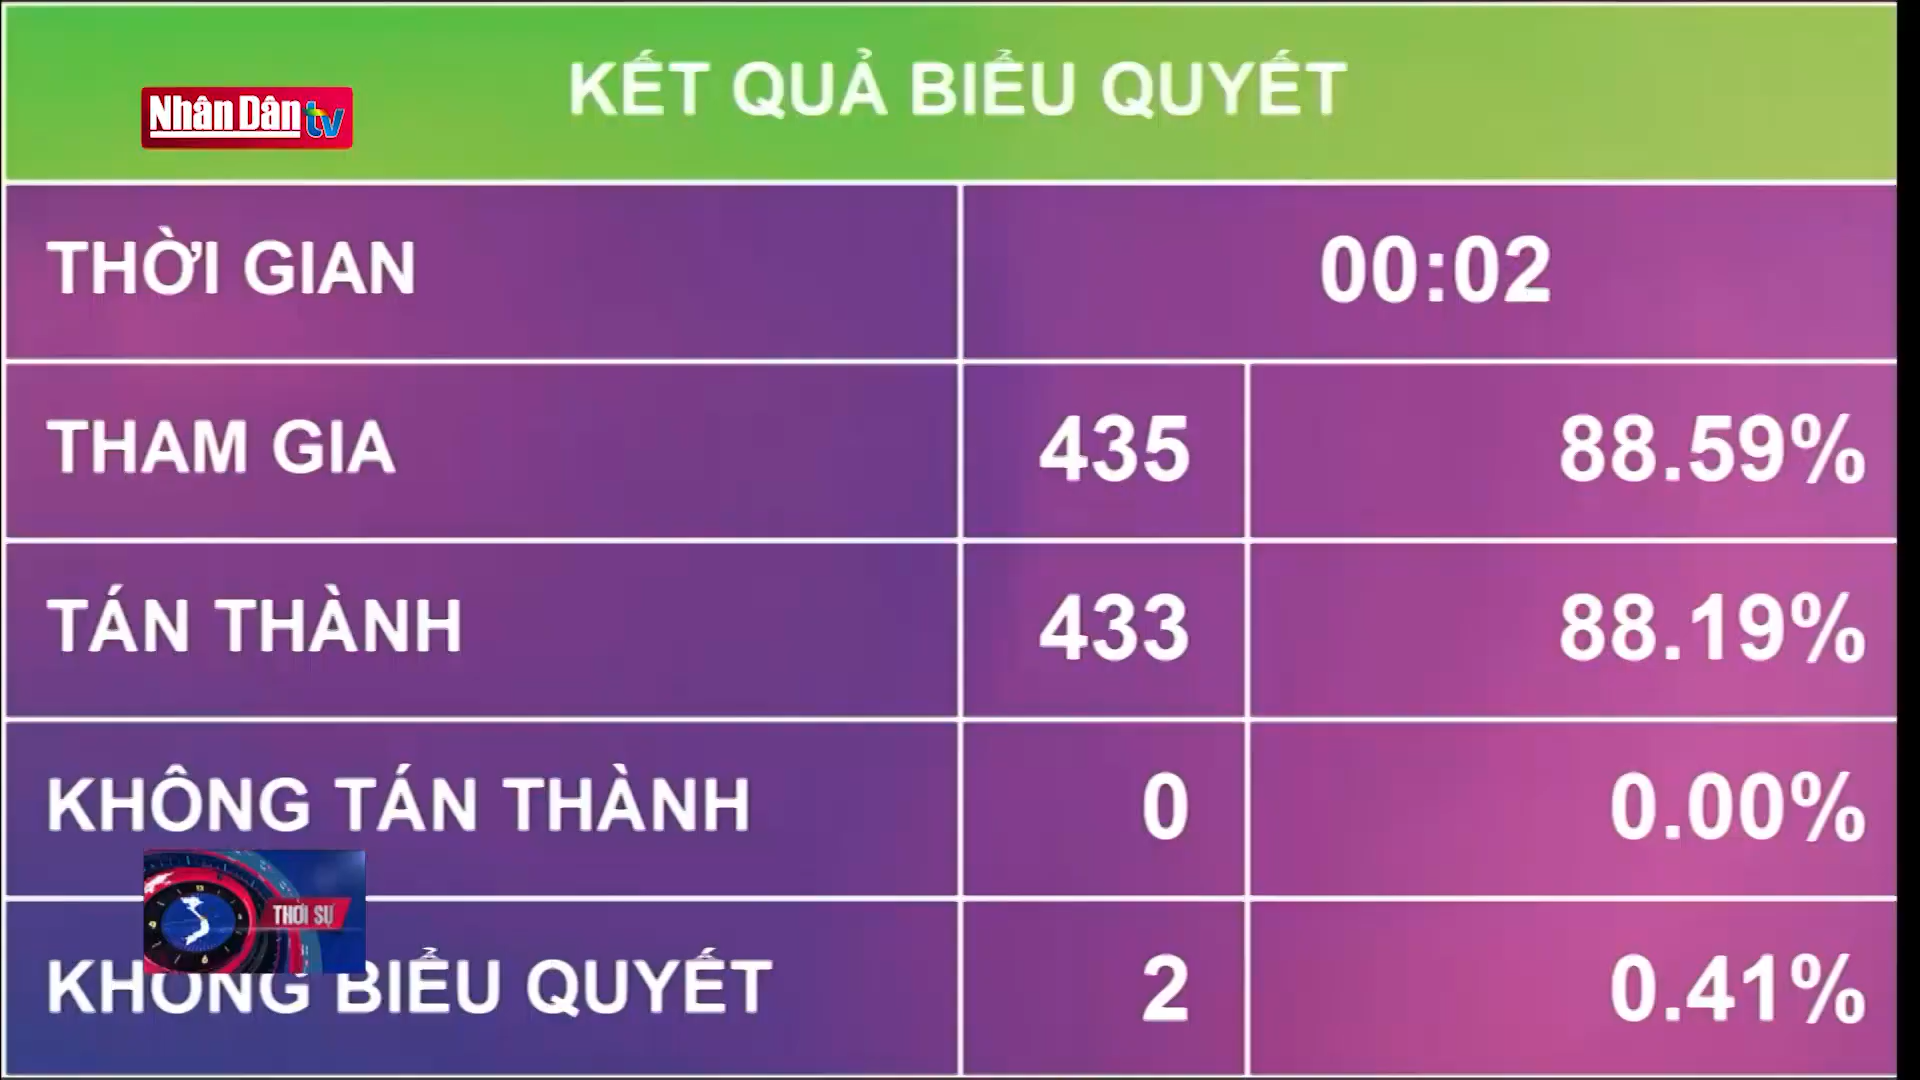 KẾT QUẢ BIỂU QUYẾT
Nhân Dân tv
THỜI GIAN 00:02
THAM GIA 435 88.59%
TÁN THÀNH 433 88.19%
KHÔNG TÁN THÀNH 0 0.00%
THỜI SỰ
KHÔNG BIỂU QUYẾT 2 0.41%